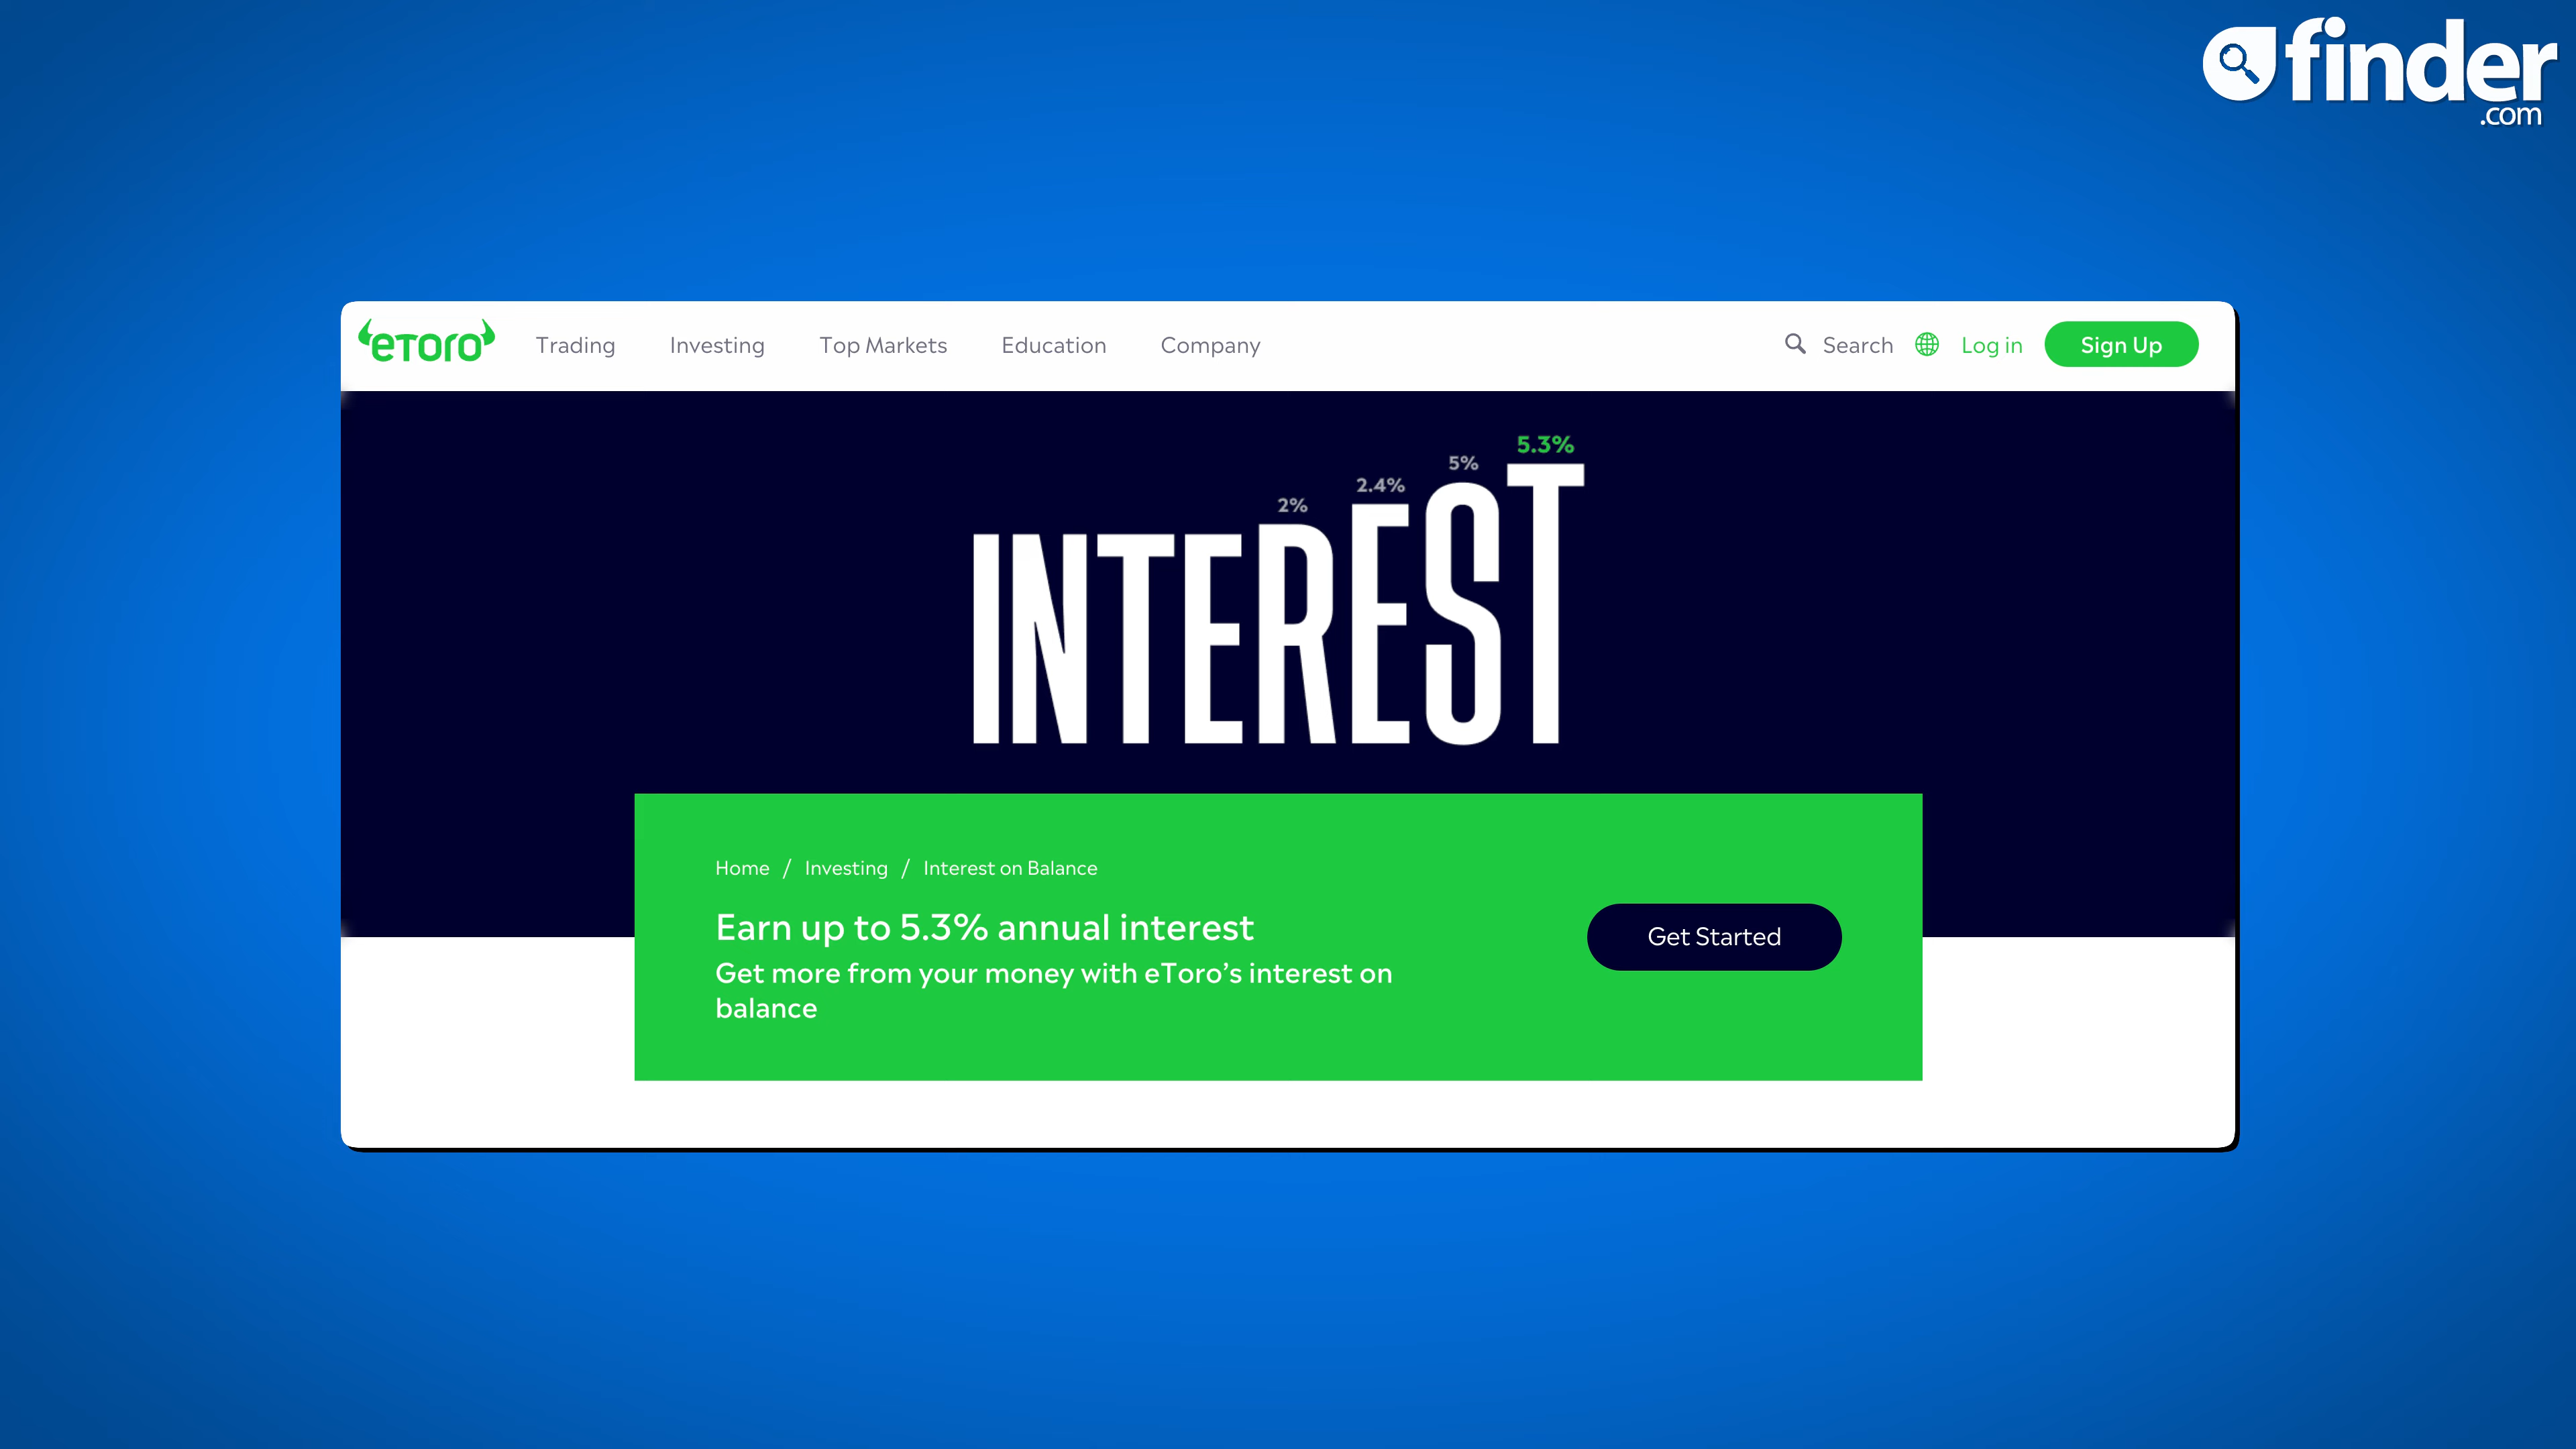 finder
.com
eToro
Trading Investing Top Markets Education Company Search Log in Sign Up
2% 2.4% 5% 5.3%
INTEREST
Home / Investing / Interest on Balance
Earn up to 5.3% annual interest
Get more from your money with eToro’s interest on
balance
Get Started